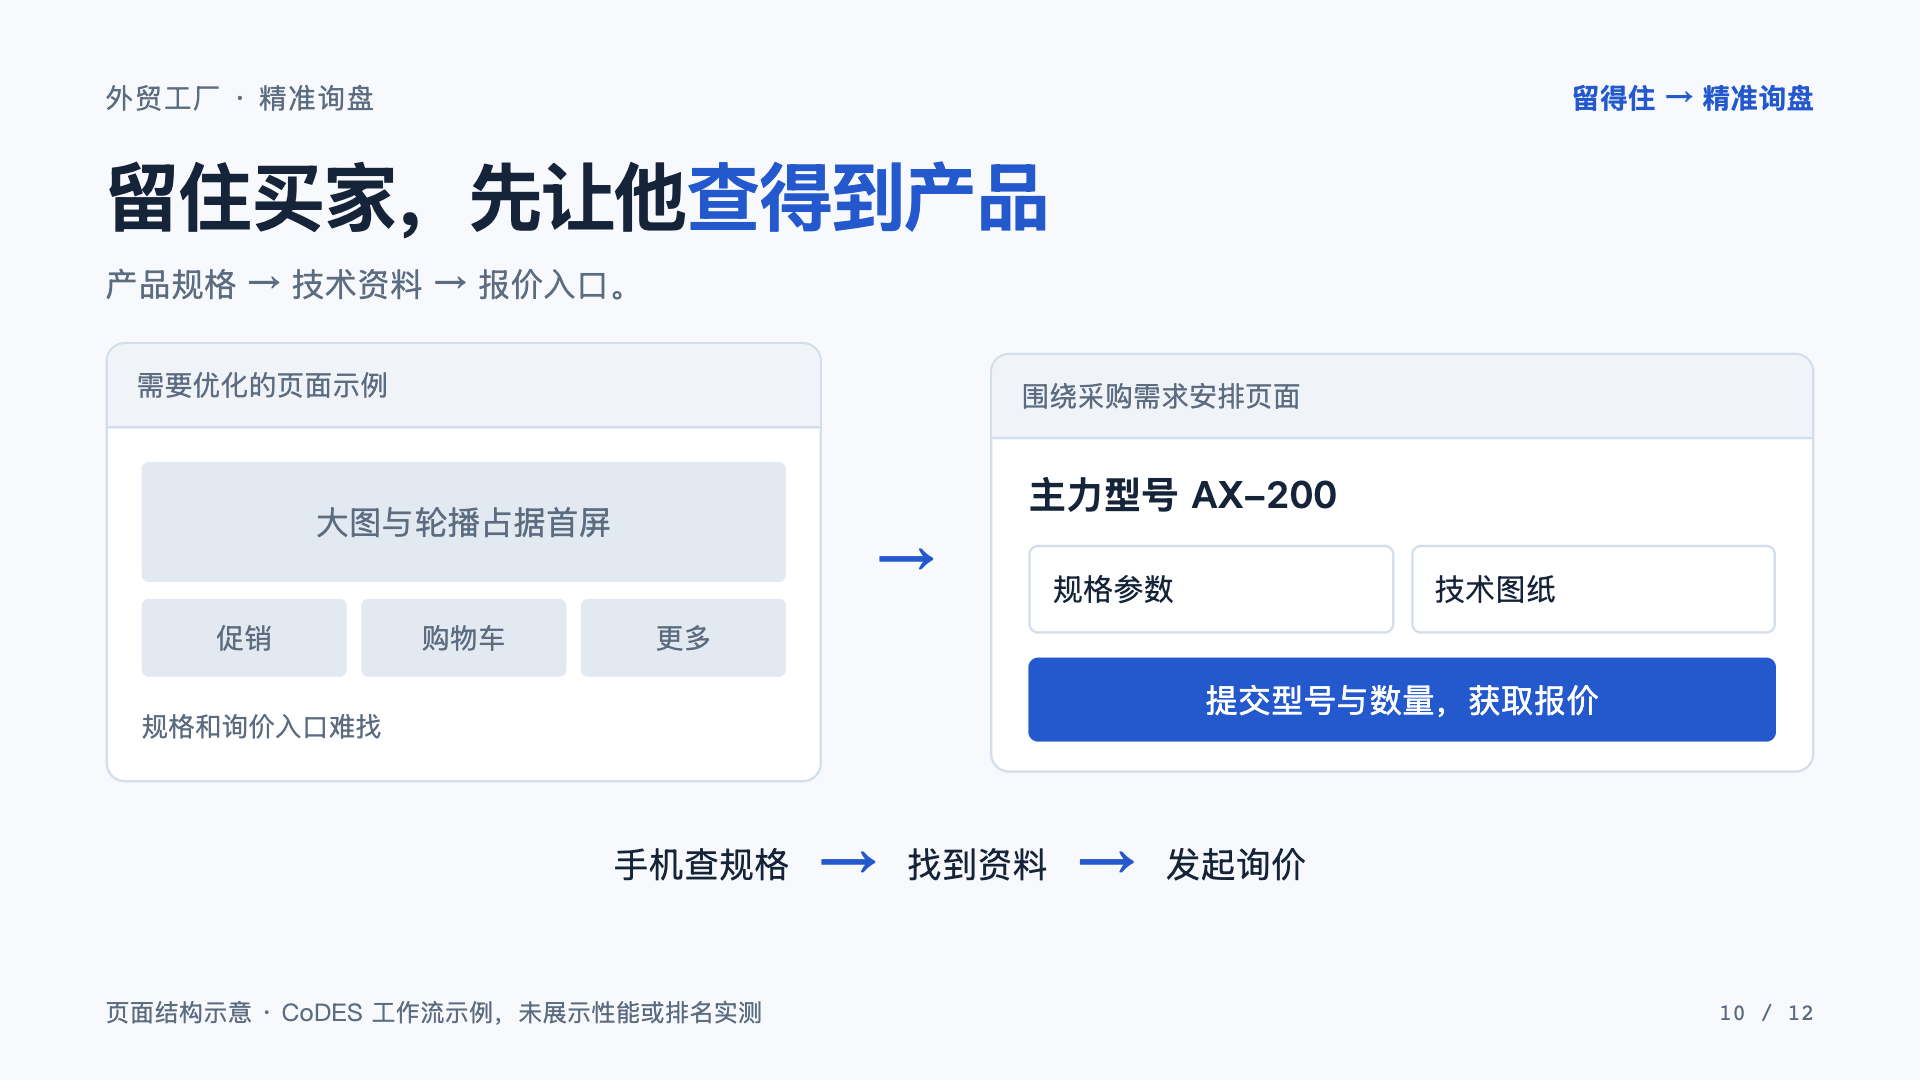 外贸工厂 · 精准询盘
留得住 → 精准询盘
留住买家，先让他查得到产品
产品规格 → 技术资料 → 报价入口。
需要优化的页面示例
大图与轮播占据首屏
促销
购物车
更多
规格和询价入口难找
→
围绕采购需求安排页面
主力型号 AX–200
规格参数
技术图纸
提交型号与数量，获取报价
手机查规格 → 找到资料 → 发起询价
页面结构示意 · CoDES 工作流示例，未展示性能或排名实测
10 / 12